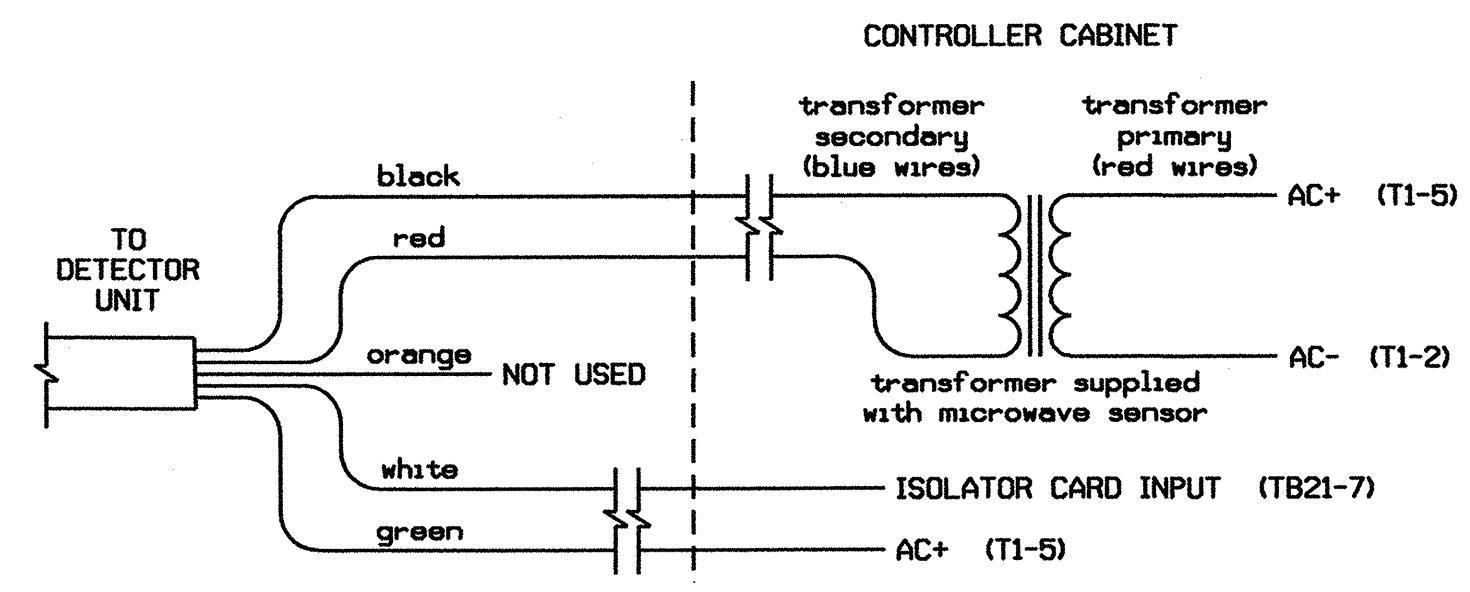 CONTROLLER CABINET
transformer
secondary
(blue wires)
transformer
primary
(red wires)
black
AC+ (T1-5)
red
TO
DETECTOR
UNIT
orange
NOT USED
AC- (T1-2)
transformer supplied
with microwave sensor
white
ISOLATOR CARD INPUT (TB21-7)
green
AC+ (T1-5)